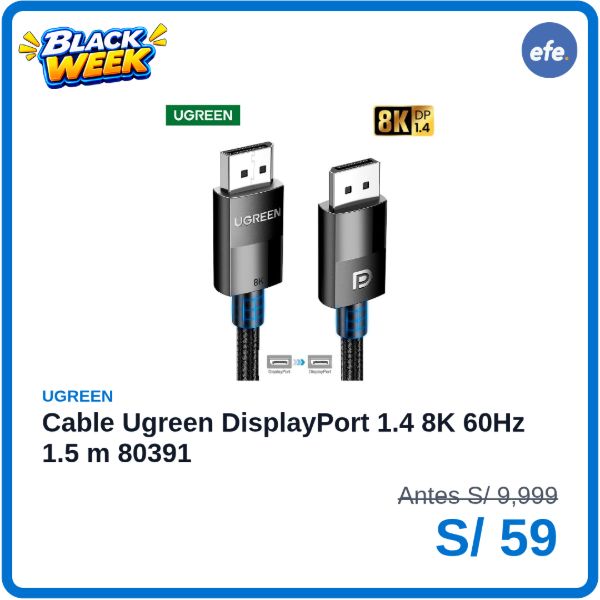 BLACK
WEEK
efe.
UGREEN
8K DP
1.4
UGREEN
8K
DisplayPort
DisplayPort
UGREEN
Cable Ugreen DisplayPort 1.4 8K 60Hz
1.5 m 80391
Antes S/ 9,999
S/ 59